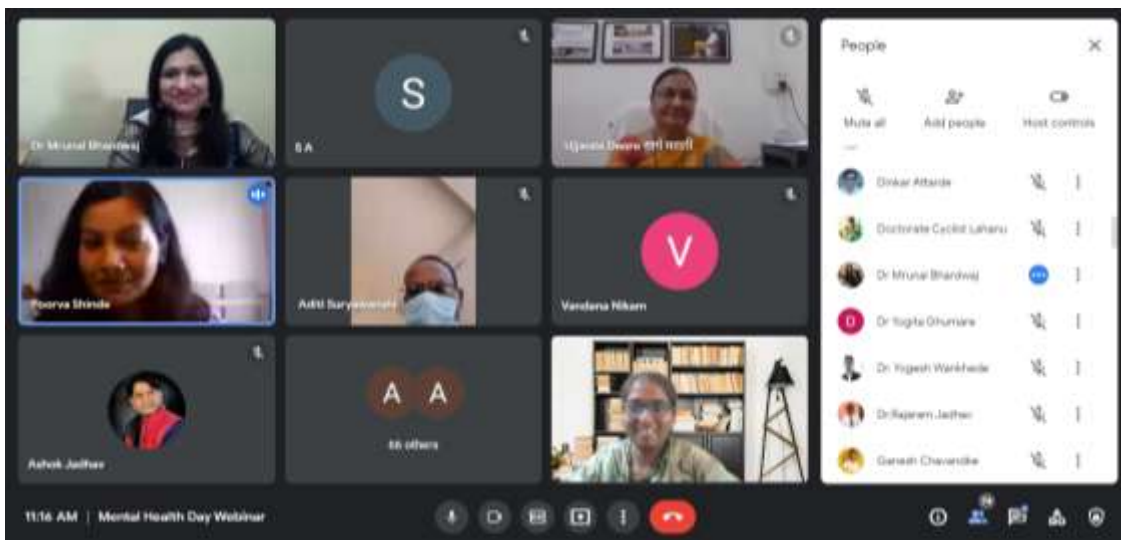 Dr Mrunal Bhardwaj
S
S A
Ujjwala Deore
Poorva Shinde
Aditi Suryawanshi
V
Vandana Nikam
Ashok Jadhav
A A
66 others
People
Mute all
Add people
Host controls
Dinkar Attarde
Doctorate Cyclist Lahanu
Dr Mrunal Bhardwaj
D
Dr Yogita Ghumare
Dr. Yogesh Wankhede
Dr.Rajaram Jadhav
Ganesh Chavandke
11:16 AM | Mental Health Day Webinar